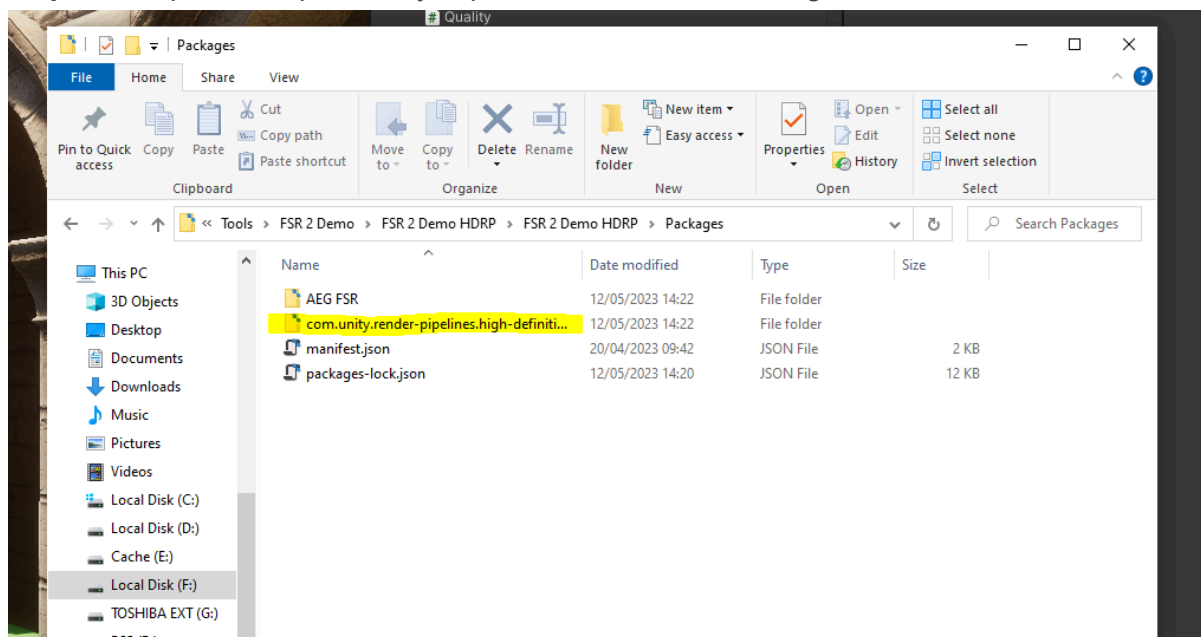 # Quality
Packages
File Home Share View
Pin to Quick access
Copy
Paste
Cut
Copy path
Paste shortcut
Clipboard
Move to
Copy to
Delete
Rename
Organize
New folder
New item
Easy access
New
Properties
Open
Edit
History
Open
Select all
Select none
Invert selection
Select
« Tools > FSR 2 Demo > FSR 2 Demo HDRP > FSR 2 Demo HDRP > Packages
Search Packages
This PC
3D Objects
Desktop
Documents
Downloads
Music
Pictures
Videos
Local Disk (C:)
Local Disk (D:)
Cache (E:)
Local Disk (F:)
TOSHIBA EXT (G:)
Name Date modified Type Size
AEG FSR 12/05/2023 14:22 File folder
com.unity.render-pipelines.high-definiti... 12/05/2023 14:22 File folder
manifest.json 20/04/2023 09:42 JSON File 2 KB
packages-lock.json 12/05/2023 14:20 JSON File 12 KB